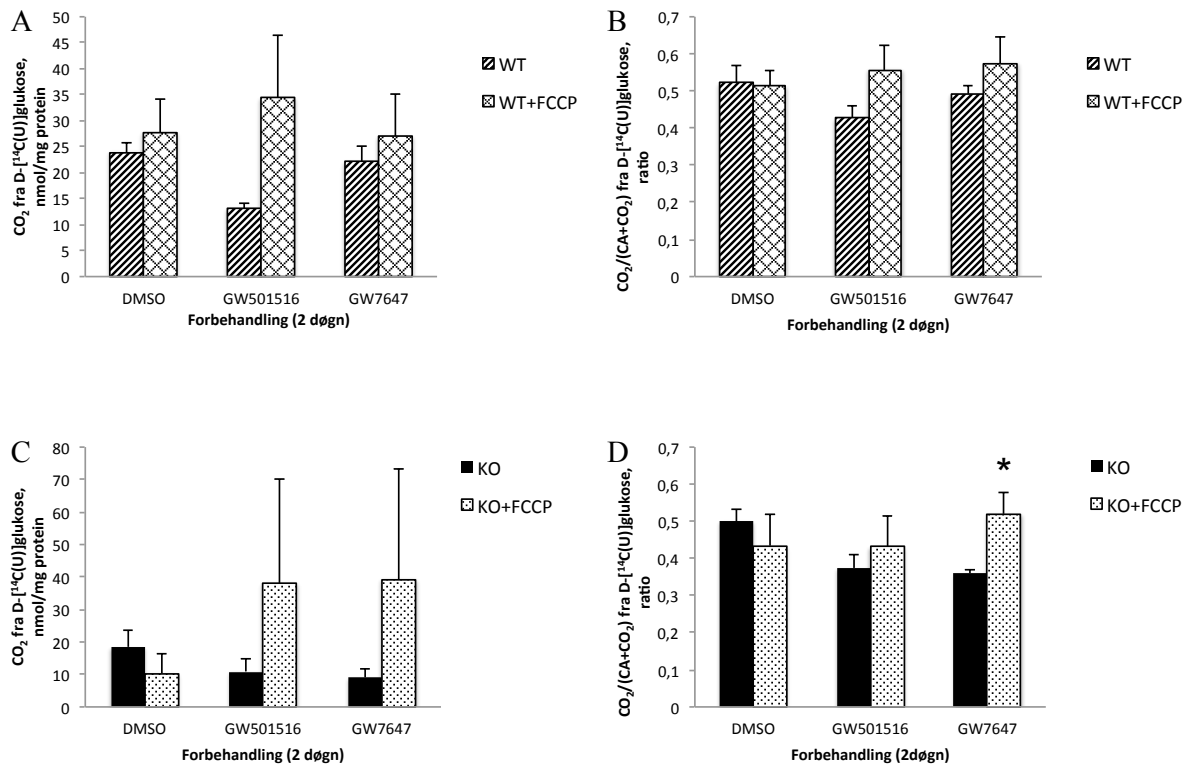 A
CO₂ fra D-[¹⁴C(U)]glukose,
nmol/mg protein
50
45
40
35
30
25
20
15
10
5
0
DMSO
GW501516
GW7647
Forbehandling (2 døgn)
WT
WT+FCCP
B
CO₂/(CA+CO₂) fra D-[¹⁴C(U)]glukose,
ratio
0,7
0,6
0,5
0,4
0,3
0,2
0,1
0
DMSO
GW501516
GW7647
Forbehandling (2 døgn)
WT
WT+FCCP
C
CO₂ fra D-[¹⁴C(U)]glukose,
nmol/mg protein
80
70
60
50
40
30
20
10
0
DMSO
GW501516
GW7647
Forbehandling (2 døgn)
KO
KO+FCCP
D
CO₂/(CA+CO₂) fra D-[¹⁴C(U)]glukose,
ratio
0,7
0,6
0,5
0,4
0,3
0,2
0,1
0
*
DMSO
GW501516
GW7647
Forbehandling (2døgn)
KO
KO+FCCP